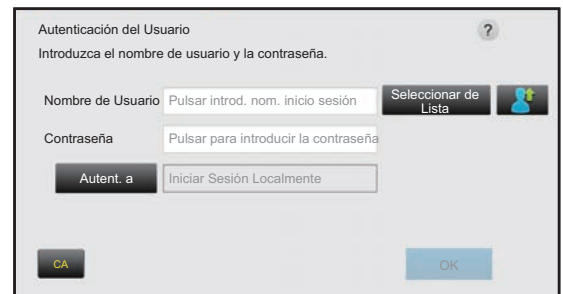 Autenticación del Usuario
?
Introduzca el nombre de usuario y la contraseña.
Nombre de Usuario Pulsar introd. nom. inicio sesión Seleccionar de Lista
Contraseña Pulsar para introducir la contraseña
Autent. a Iniciar Sesión Localmente
CA OK